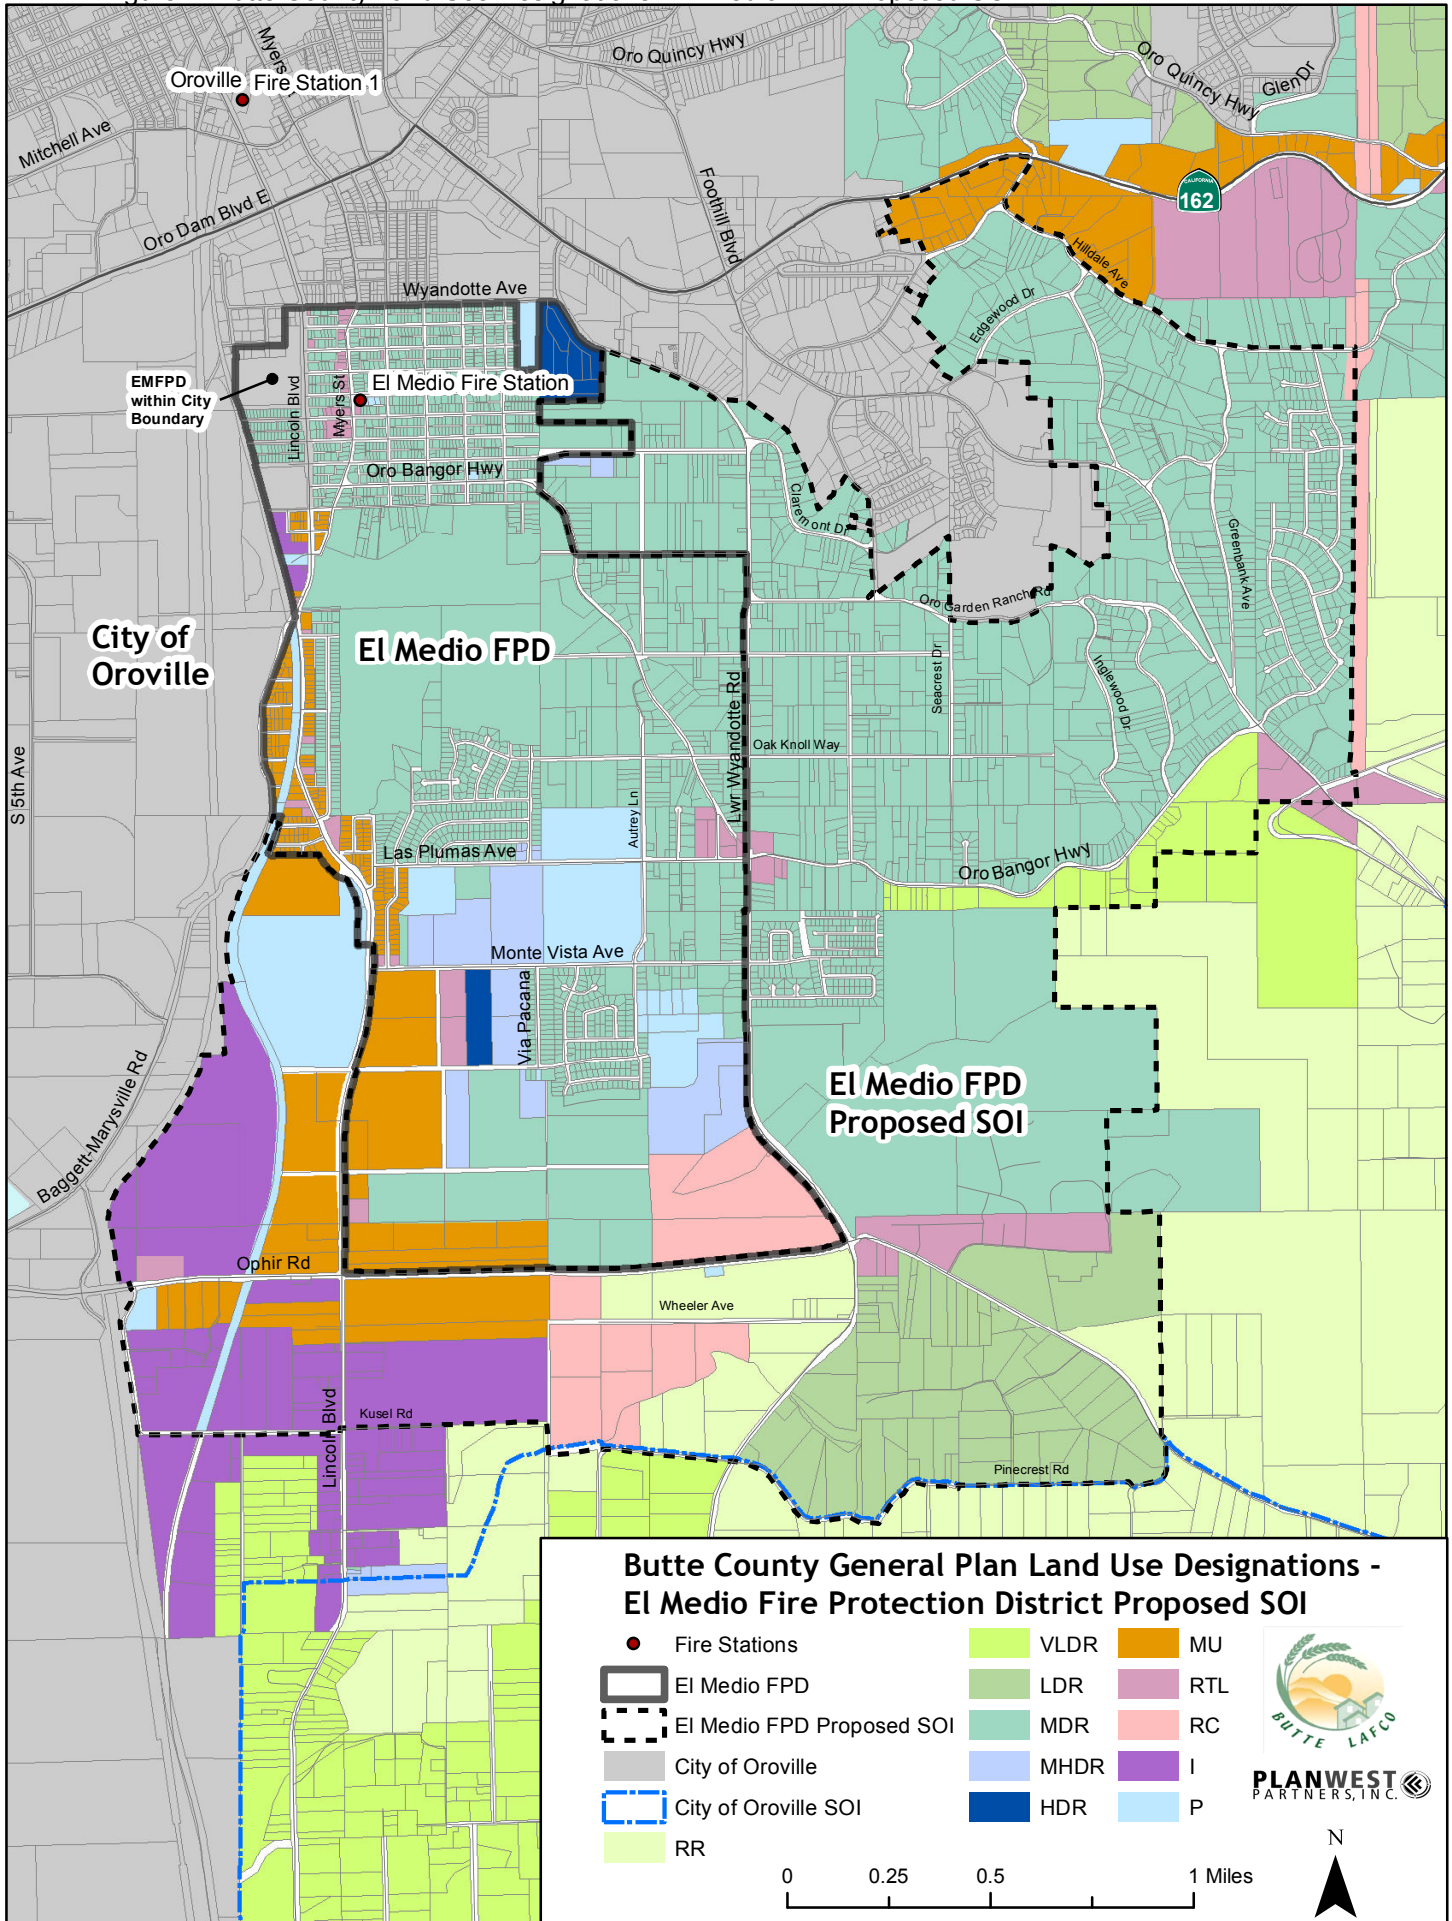 Oro Quincy Hwy
Myers
Oroville Fire Station 1
Mitchell Ave
Oro Dam Blvd E
Foothill Blvd
Oro Quincy Hwy
Glen Dr
CALIFORNIA
162
Hilldale Ave
Edgewood Dr
Wyandotte Ave
EMFPD
within City
Boundary
Lincoln Blvd
Myers St
El Medio Fire Station
Oro Bangor Hwy
Claremont Dr
Greenbank Ave
Oro Garden Ranch Rd
City of
Oroville
El Medio FPD
Seacrest Dr
Inglewood Dr
Lwr Wyandotte Rd
Oak Knoll Way
S 5th Ave
Autrey Ln
Las Plumas Ave
Oro Bangor Hwy
Monte Vista Ave
Via Pacana
Baggett-Marysville Rd
El Medio FPD
Proposed SOI
Ophir Rd
Wheeler Ave
Lincoln Blvd
Kusel Rd
Pinecrest Rd
Butte County General Plan Land Use Designations -
El Medio Fire Protection District Proposed SOI
Fire Stations
El Medio FPD
El Medio FPD Proposed SOI
City of Oroville
City of Oroville SOI
RR
VLDR
LDR
MDR
MHDR
HDR
MU
RTL
RC
I
P
BUTTE LAFCO
PLANWEST
PARTNERS, INC.
N
0 0.25 0.5 1 Miles